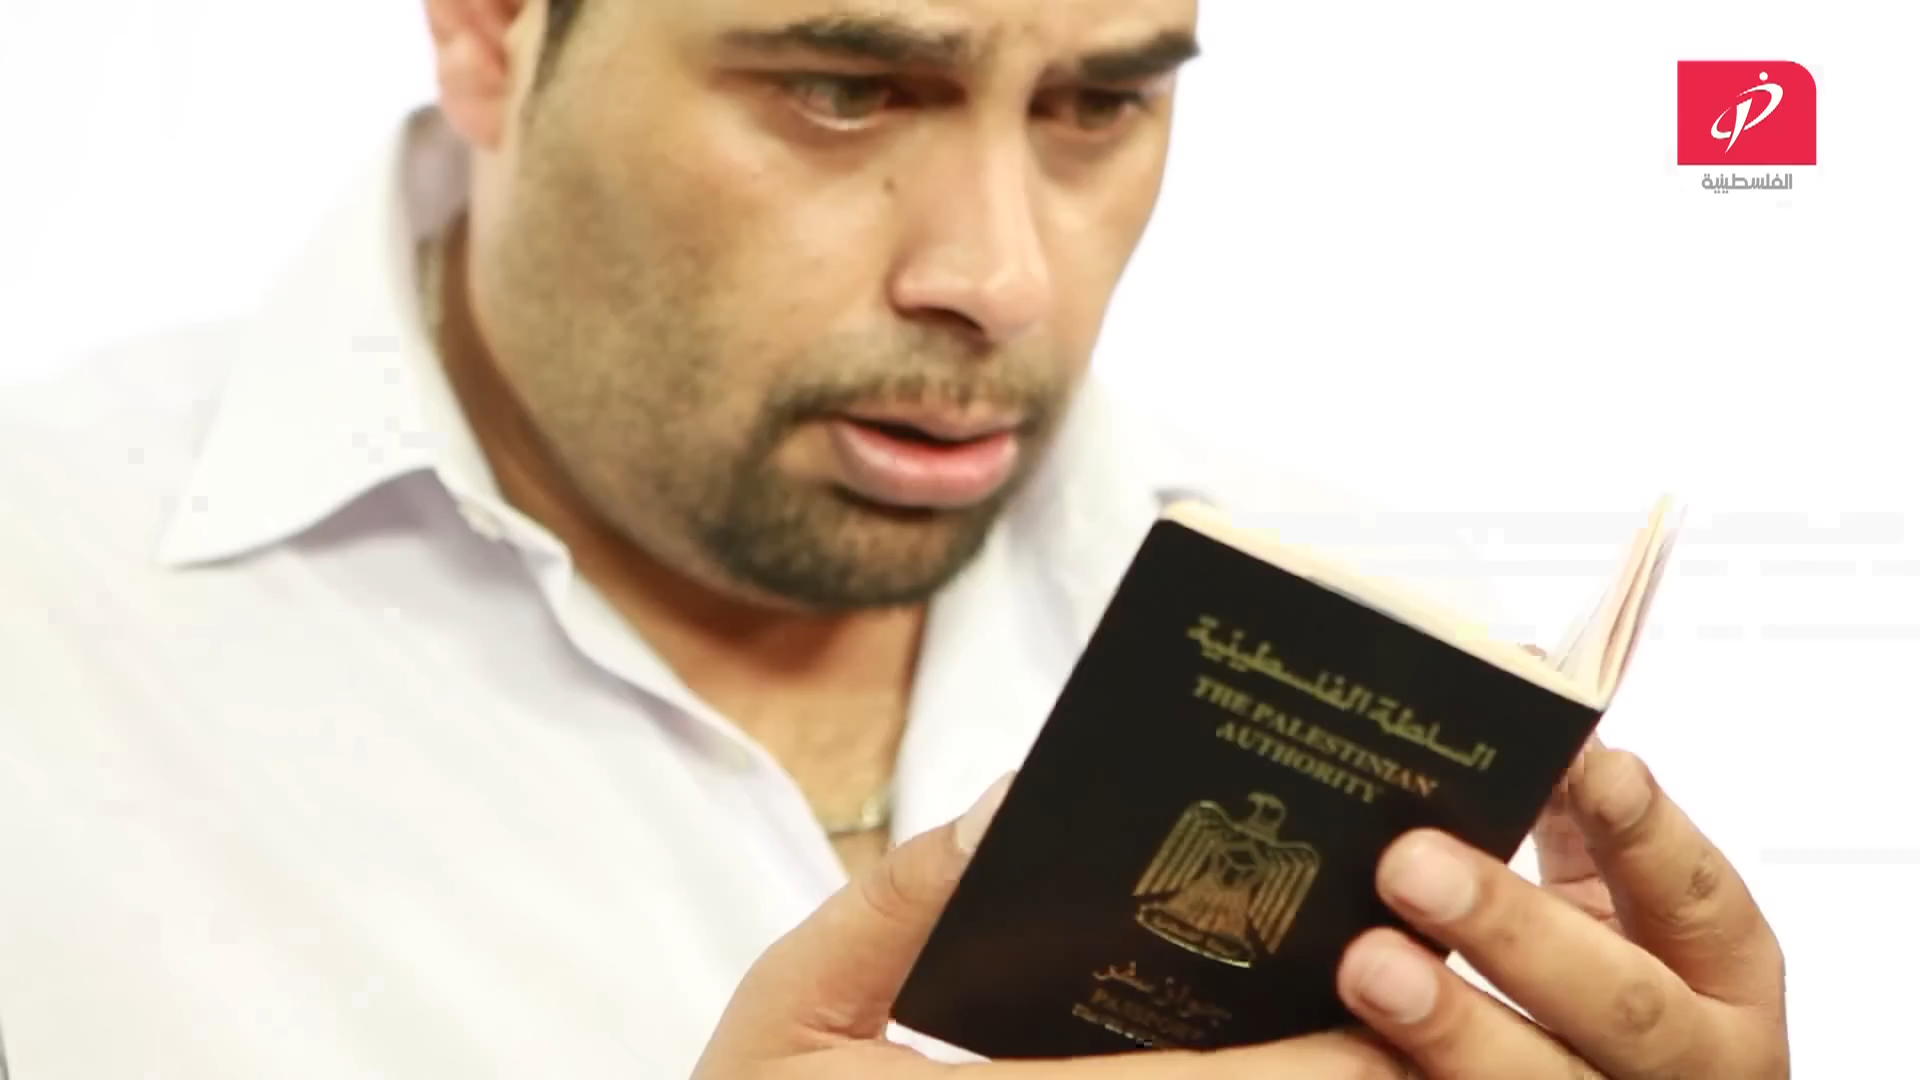 الفلسطينية
السلطة الفلسطينية
THE PALESTINIAN
AUTHORITY
جواز سفر
PASSPORT